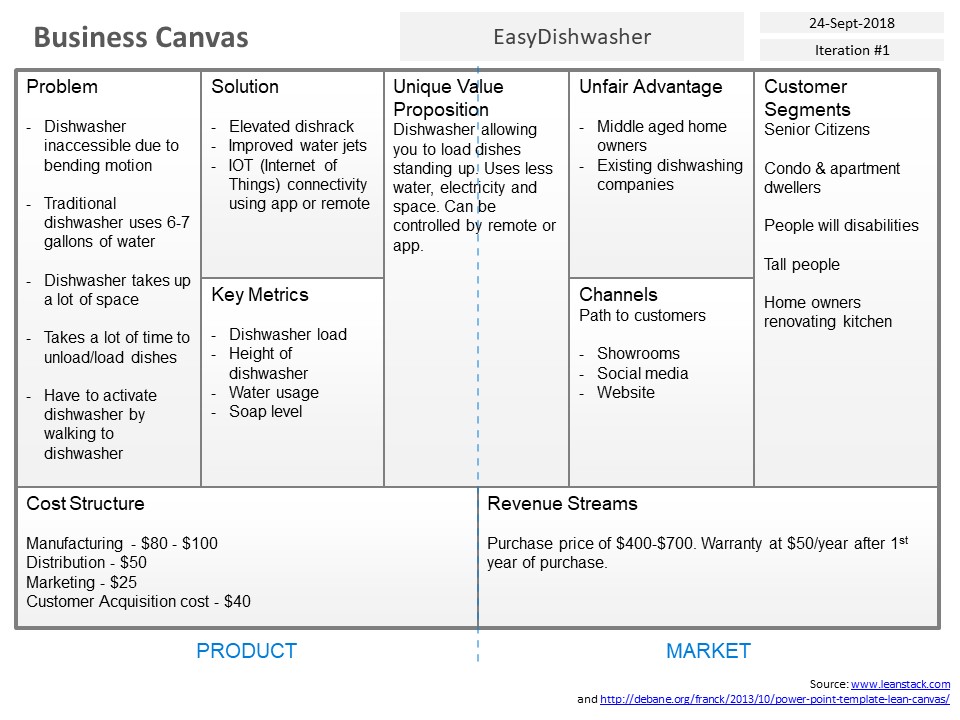 Business Canvas
EasyDishwasher
24-Sept-2018
Iteration #1
Problem
- Dishwasher
inaccessible due to
bending motion
- Traditional
dishwasher uses 6-7
gallons of water
- Dishwasher takes up
a lot of space
- Takes a lot of time to
unload/load dishes
- Have to activate
dishwasher by
walking to
dishwasher
Solution
- Elevated dishrack
- Improved water jets
- IOT (Internet of
Things) connectivity
using app or remote
Key Metrics
- Dishwasher load
- Height of
dishwasher
- Water usage
- Soap level
Unique Value
Proposition
Dishwasher allowing
you to load dishes
standing up. Uses less
water, electricity and
space. Can be
controlled by remote or
app.
Unfair Advantage
- Middle aged home
owners
- Existing dishwashing
companies
Channels
Path to customers
- Showrooms
- Social media
- Website
Customer
Segments
Senior Citizens
Condo & apartment
dwellers
People will disabilities
Tall people
Home owners
renovating kitchen
Cost Structure
Manufacturing - $80 - $100
Distribution - $50
Marketing - $25
Customer Acquisition cost - $40
Revenue Streams
Purchase price of $400-$700. Warranty at $50/year after 1st
year of purchase.
PRODUCT
MARKET
Source: www.leanstack.com
and http://debane.org/franck/2013/10/power-point-template-lean-canvas/